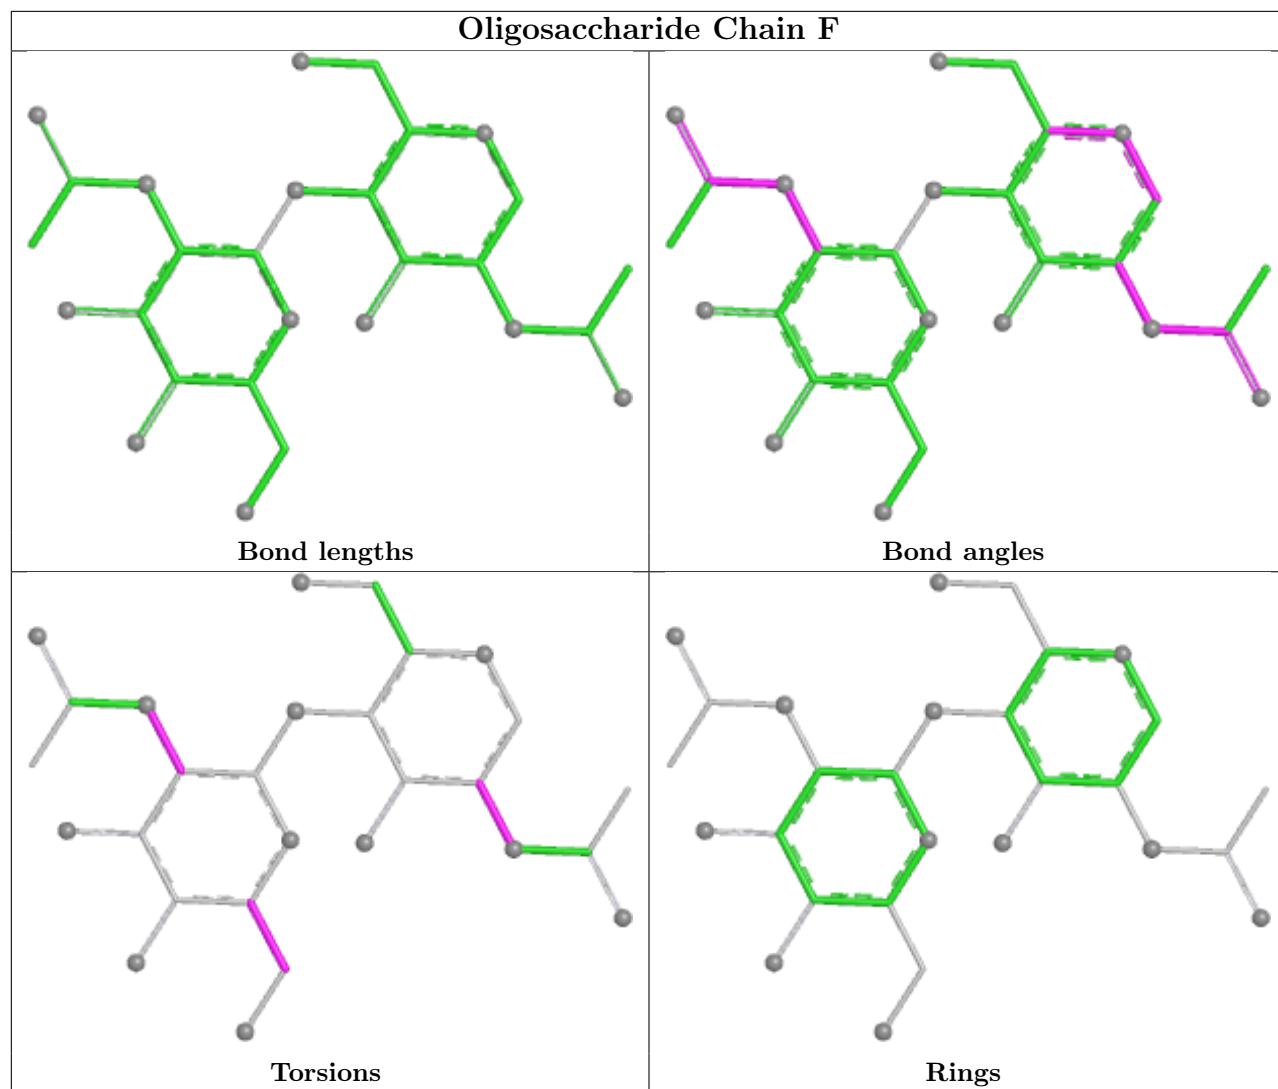 Oligosaccharide Chain F
Bond lengths
Bond angles
Torsions
Rings